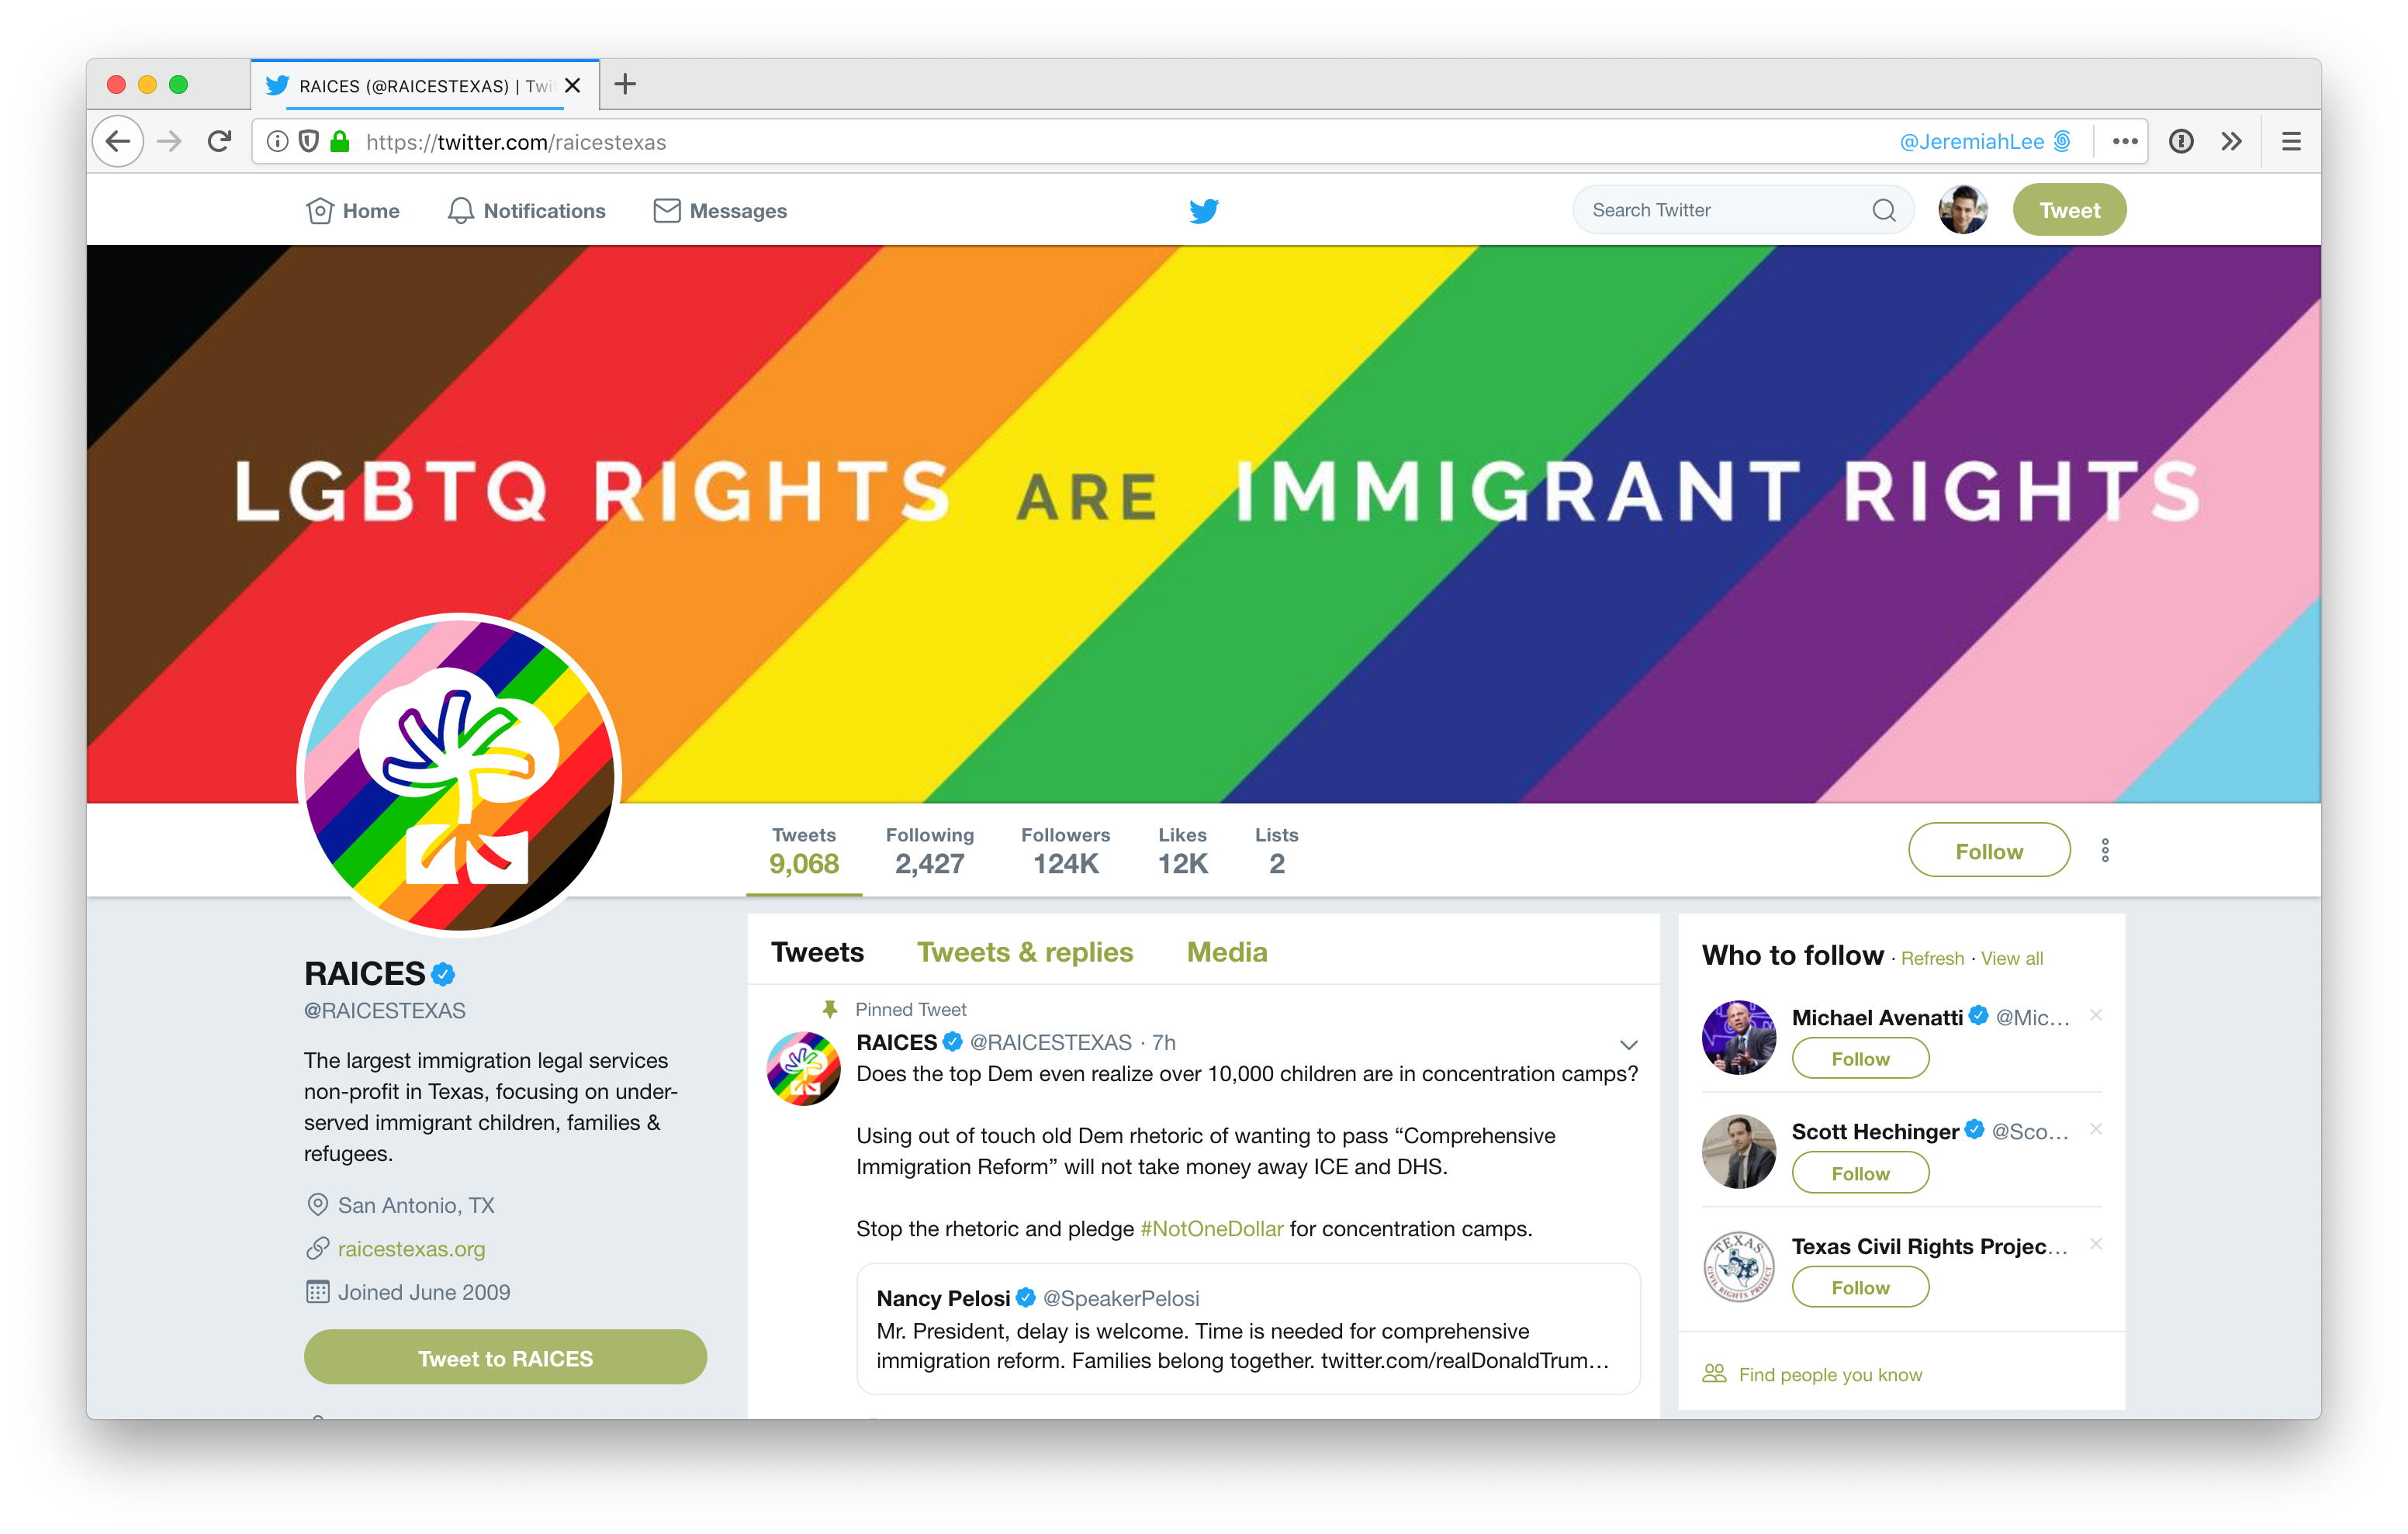 RAICES (@RAICESTEXAS) | Twi
https://twitter.com/raicestexas
@JeremiahLee
Home
Notifications
Messages
Search Twitter
Tweet
LGBTQ RIGHTS ARE IMMIGRANT RIGHTS
Tweets
9,068
Following
2,427
Followers
124K
Likes
12K
Lists
2
Follow
RAICES
@RAICESTEXAS
The largest immigration legal services
non-profit in Texas, focusing on under-
served immigrant children, families &
refugees.
San Antonio, TX
raicestexas.org
Joined June 2009
Tweet to RAICES
Tweets
Tweets & replies
Media
Pinned Tweet
RAICES @RAICESTEXAS · 7h
Does the top Dem even realize over 10,000 children are in concentration camps?
Using out of touch old Dem rhetoric of wanting to pass “Comprehensive
Immigration Reform” will not take money away ICE and DHS.
Stop the rhetoric and pledge #NotOneDollar for concentration camps.
Nancy Pelosi @SpeakerPelosi
Mr. President, delay is welcome. Time is needed for comprehensive
immigration reform. Families belong together. twitter.com/realDonaldTrum…
Who to follow · Refresh · View all
Michael Avenatti @Mic…
Follow
Scott Hechinger @Sco…
Follow
TEXAS
CIVIL RIGHTS PROJECT
Texas Civil Rights Projec…
Follow
Find people you know